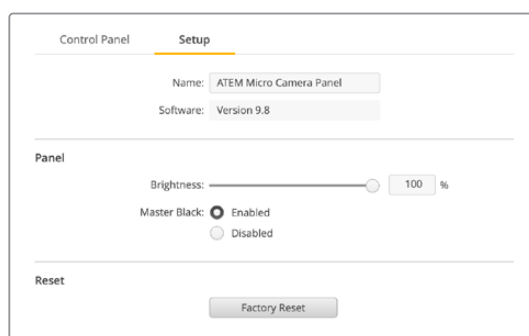 Control Panel Setup
Name: ATEM Micro Camera Panel
Software: Version 9.8
Panel
Brightness: 100 %
Master Black: Enabled
Disabled
Reset
Factory Reset